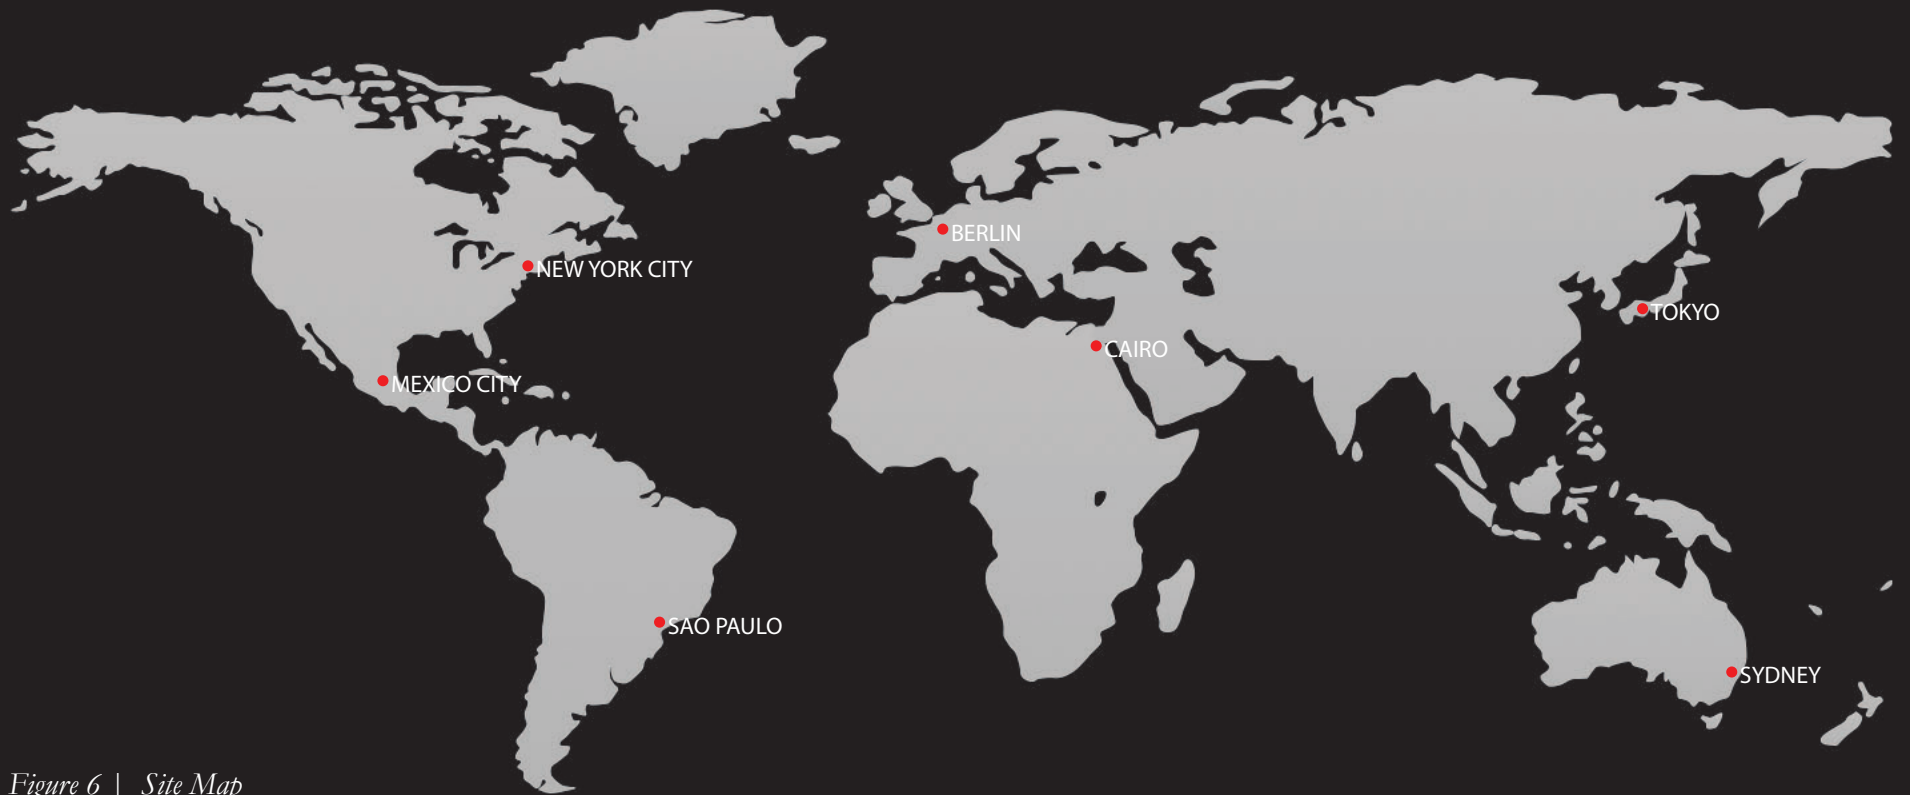 BERLIN
NEW YORK CITY
TOKYO
CAIRO
MEXICO CITY
SAO PAULO
SYDNEY
Figure 6 | Site Map